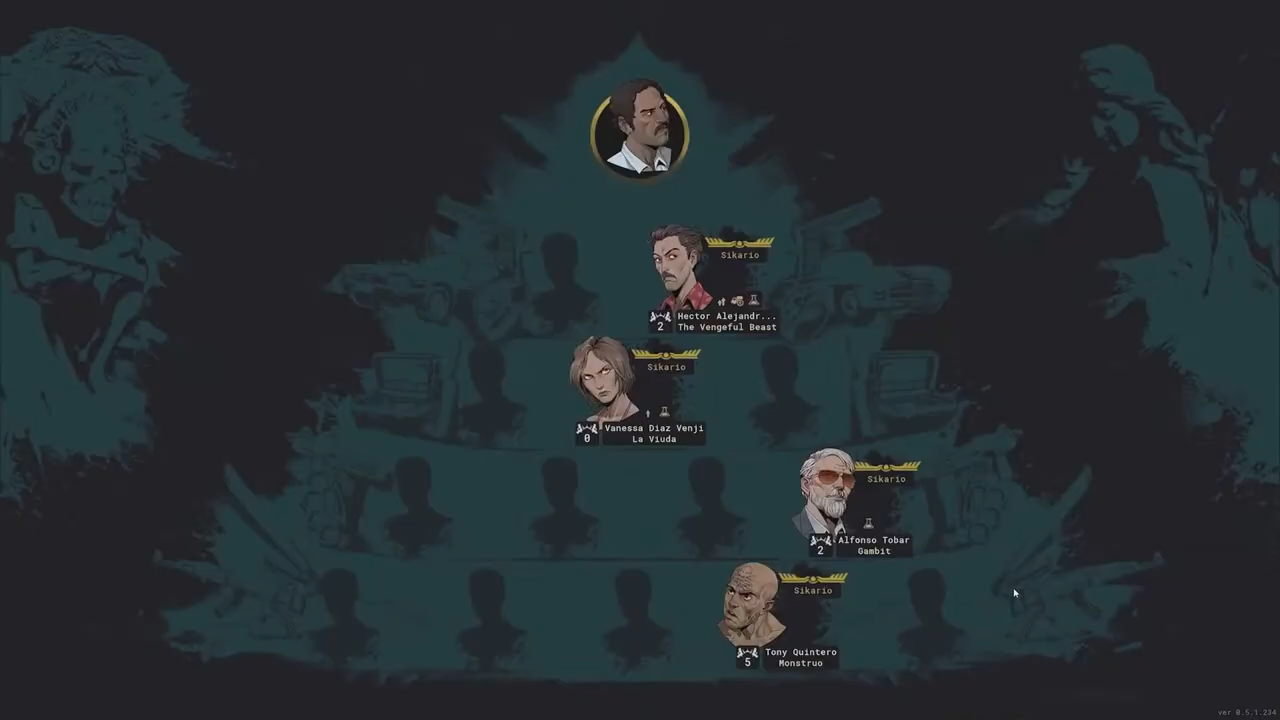 Sikario
2
Hector Alejandr...
The Vengeful Beast
Sikario
0
Vanessa Diaz Venji
La Viuda
Sikario
2
Alfonso Tobar
Gambit
Sikario
5
Tony Quintero
Monstruo
ver 0.5.1.234